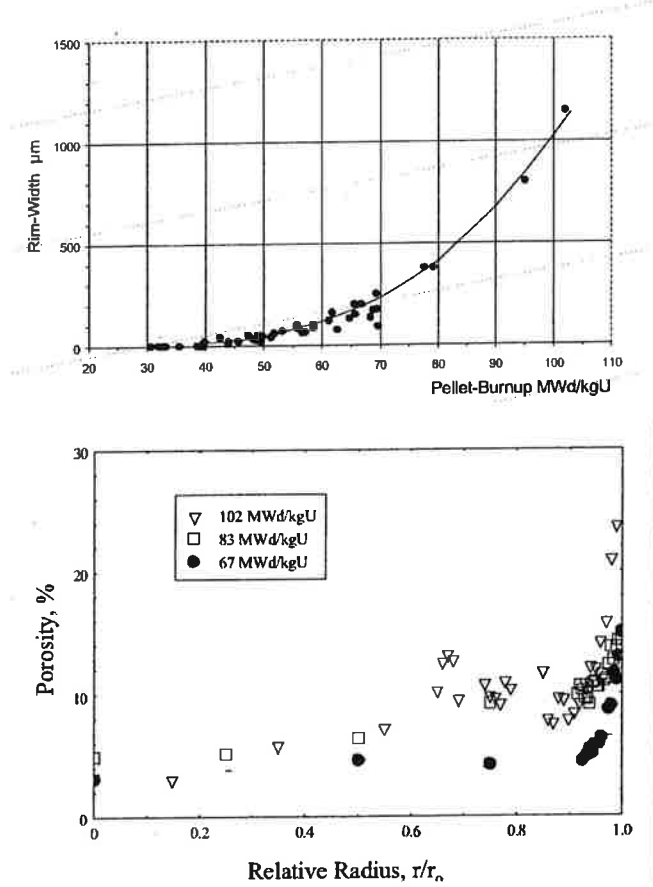 1500
1000
500
0
Rim-Width µm
20 30 40 50 60 70 80 90 100 110
Pellet-Burnup MWd/kgU
30
20
10
0
Porosity, %
102 MWd/kgU
83 MWd/kgU
67 MWd/kgU
0 0.2 0.4 0.6 0.8 1.0
Relative Radius, r/rₒ